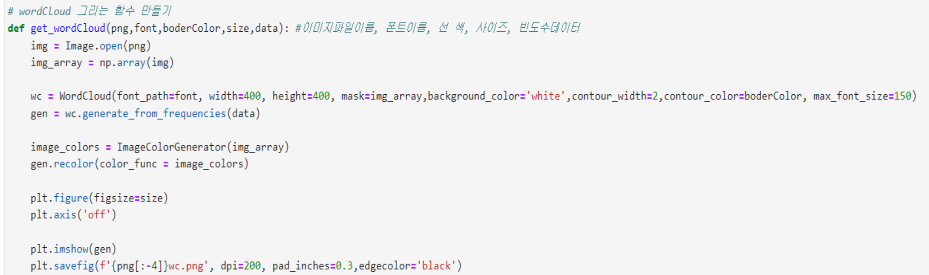 # wordCloud 그리는 함수 만들기
def get_wordCloud(png,font,boderColor,size,data): #이미지파일이름, 폰트이름, 선 색, 사이즈, 빈도수데이터
    img = Image.open(png)
    img_array = np.array(img)

    wc = WordCloud(font_path=font, width=400, height=400, mask=img_array,background_color='white',contour_width=2,contour_color=boderColor, max_font_size=150)
    gen = wc.generate_from_frequencies(data)

    image_colors = ImageColorGenerator(img_array)
    gen.recolor(color_func = image_colors)

    plt.figure(figsize=size)
    plt.axis('off')

    plt.imshow(gen)
    plt.savefig(f'{png[:-4]}wc.png', dpi=200, pad_inches=0.3,edgecolor='black')